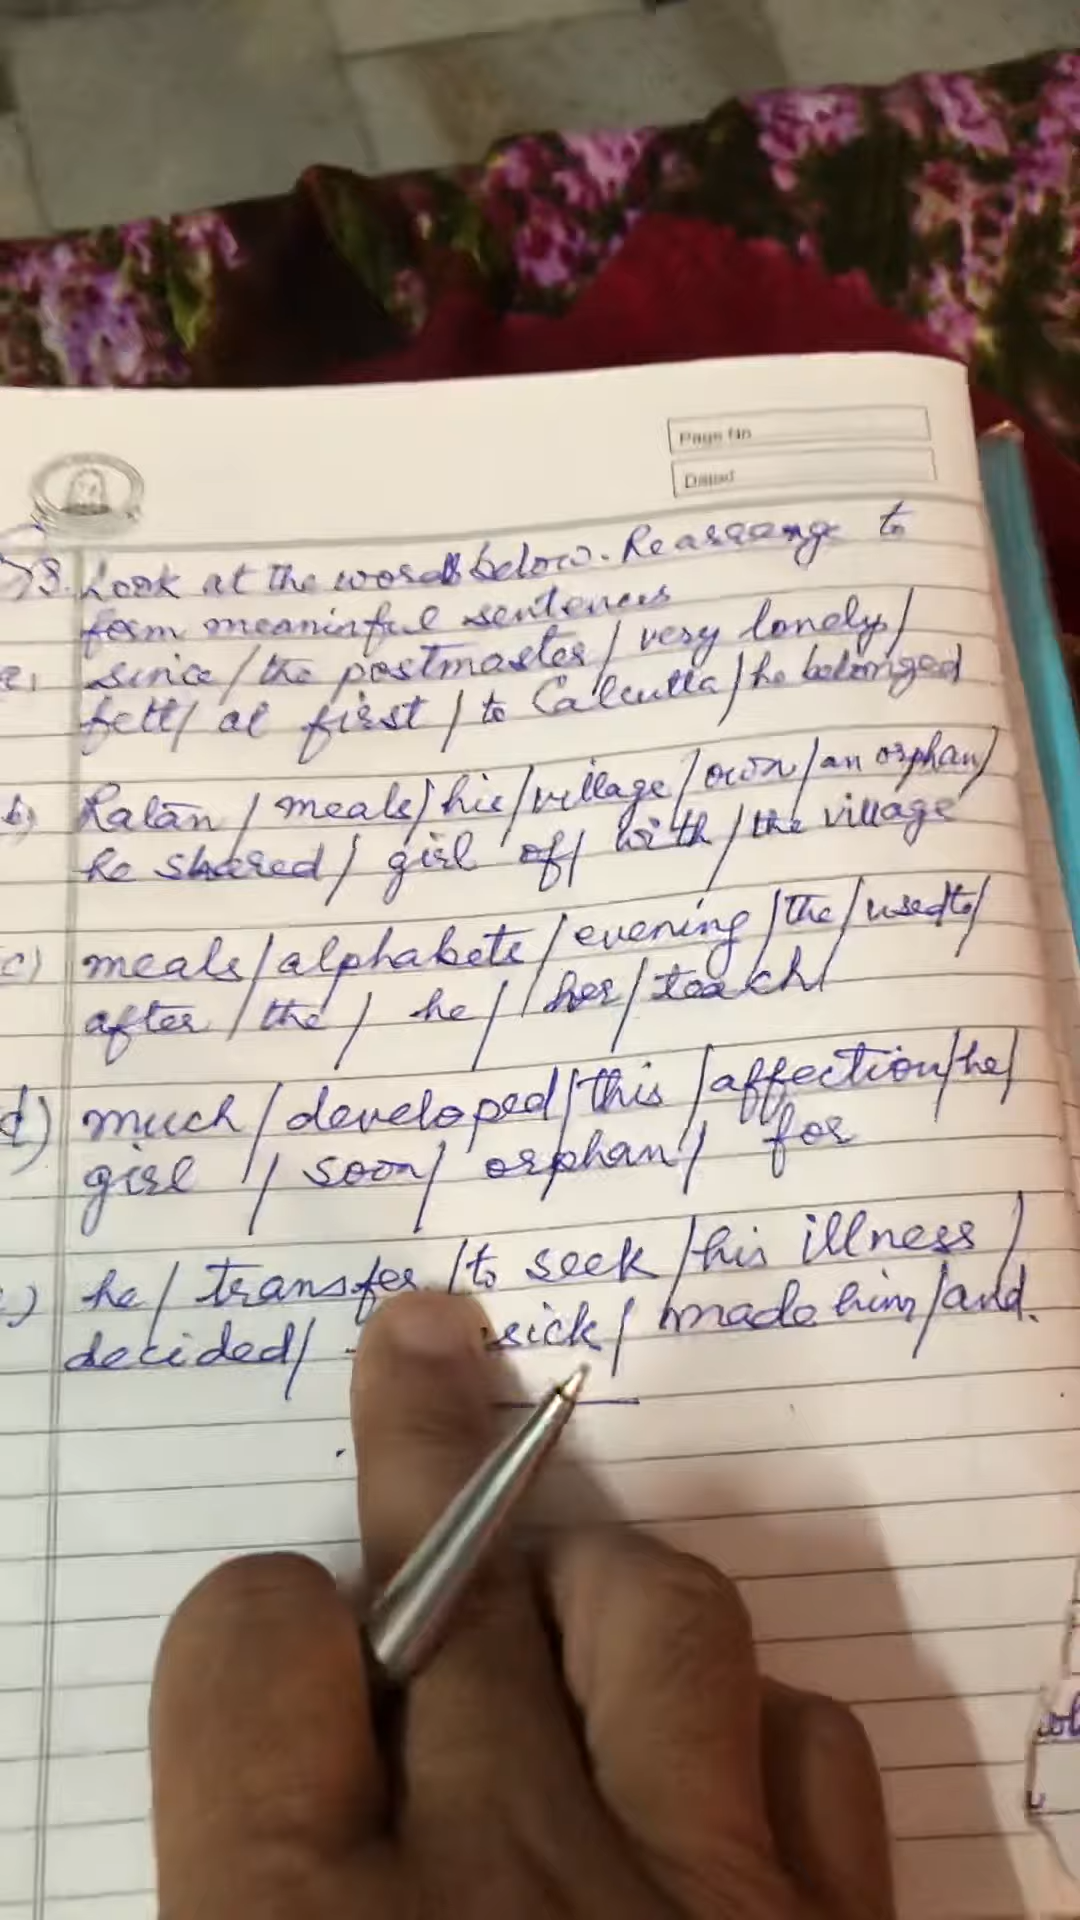 Page No
Dated
3. Look at the words below. Rearrange to
form meaninful sentences
a, since / the postmaster / very lonely /
felt / at first / to Calcutta / he belonged
b) Ratan / meals / his / village / own / an orphan /
he shared / girl of / with / the village
c) meals / alphabets / evening / the / used to /
after / the / he / her / teach /
d) much / developed / this / affection / he /
girl / soon / orphan / for
) he / transfer / to seek / his illness /
decided / sick / made him / and.